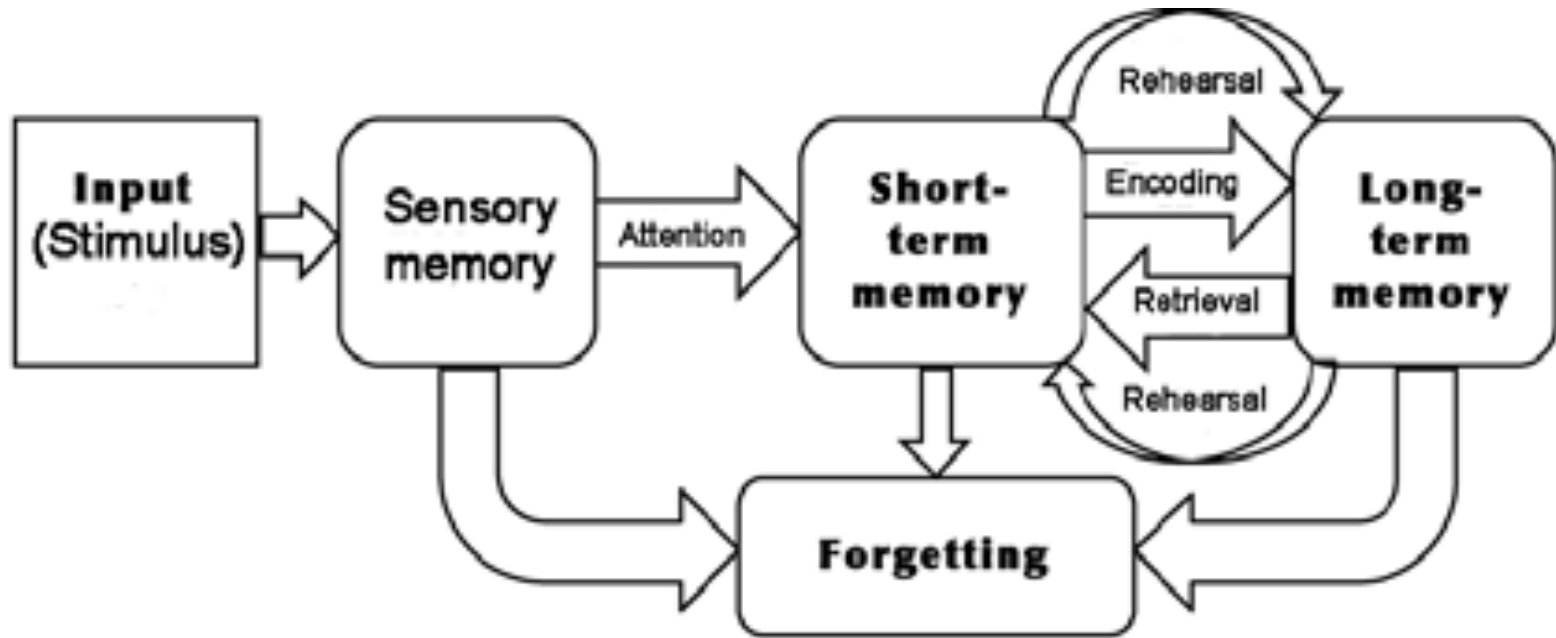 Input
(Stimulus)
Sensory
memory
Attention
Short-
term
memory
Rehearsal
Encoding
Retrieval
Rehearsal
Long-
term
memory
Forgetting